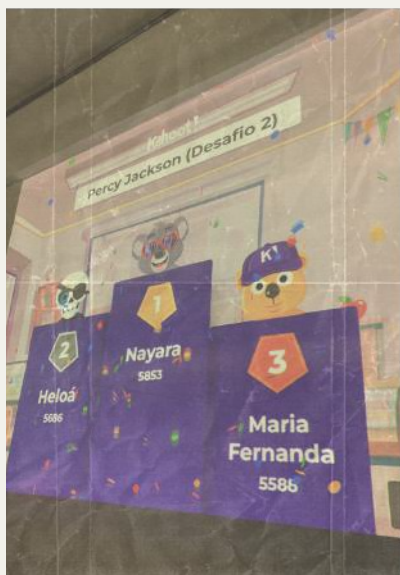 Kahoot!
Percy Jackson (Desafio 2)
K!
1
Nayara
5853
2
Heloá
5686
3
Maria
Fernanda
5586